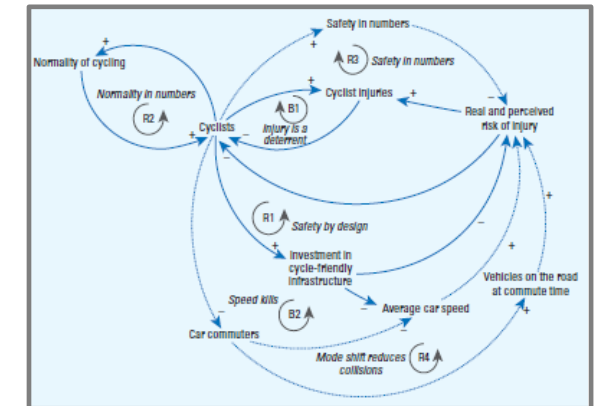 Safety in numbers
+
+
R3
Safety in numbers
Normality of cycling
Normality in numbers
R2
+
Cyclists
+
Cyclist injuries
+
–
Real and perceived
risk of injury
B1
–
Injury is a
deterrent
–
R1
Safety by design
+
Investment in
cycle-friendly
infrastructure
–
+
+
Vehicles on the road
at commute time
Speed kills
B2
–
Average car speed
+
–
Car commuters
–
Mode shift reduces
collisions
R4